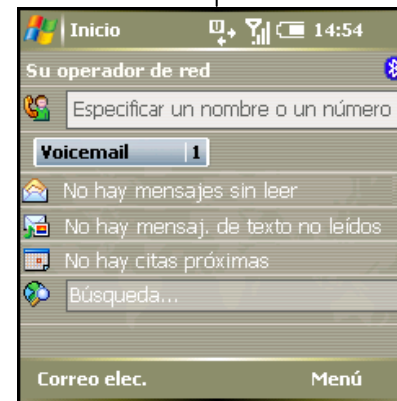 Inicio 14:54
Su operador de red
Especificar un nombre o un número
Voicemail 1
No hay mensajes sin leer
No hay mensaj. de texto no leídos
No hay citas próximas
Búsqueda...
Correo elec. Menú